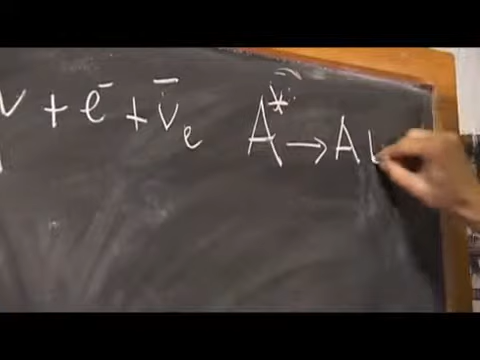 + e⁻ + ν̄ₑ A* → A